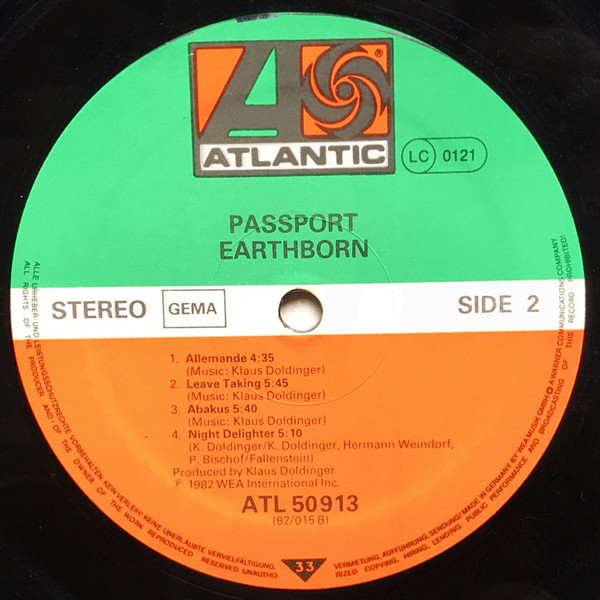 ATLANTIC
®
LC 0121
PASSPORT
EARTHBORN
STEREO
GEMA
SIDE 2
1. Allemande 4:35
(Music: Klaus Doldinger)
2. Leave Taking 5:45
(Music: Klaus Doldinger)
3. Abakus 5:40
(Music: Klaus Doldinger)
4. Night Delighter 5:10
(K. Doldinger/K. Doldinger, Hermann Weindorf,
P. Bischof/Fallenstein)
Produced by Klaus Doldinger
℗ 1982 WEA International Inc.
ATL 50913
(82/015 B)
33
ALLE URHEBER- UND LEISTUNGSSCHUTZRECHTE VORBEHALTEN. KEIN VERLEIH! KEINE UNERLAUBTE VERVIELFÄLTIGUNG, VERMIETUNG, AUFFÜHRUNG, SENDUNG! MADE IN GERMANY BY WEA MUSIK GMBH A WARNER COMMUNICATIONS COMPANY
ALL RIGHTS OF THE PRODUCER AND OF THE OWNER OF THE WORK REPRODUCED RESERVED UNAUTHORIZED COPYING, HIRING, LENDING, PUBLIC PERFORMANCE AND BROADCASTING OF THIS RECORD PROHIBITED!